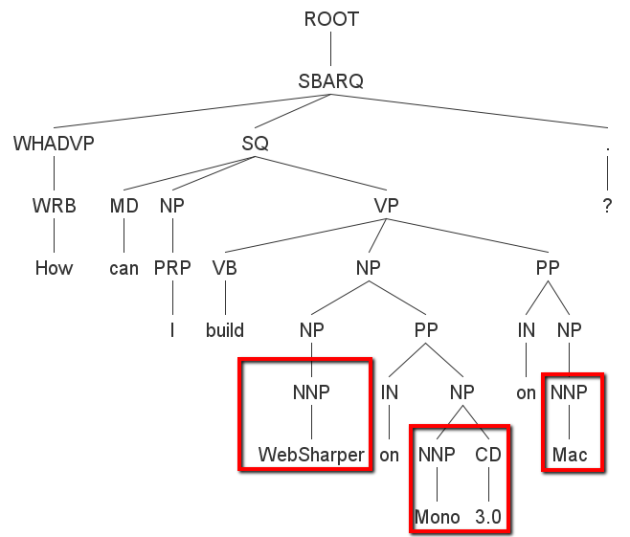 ROOT
SBARQ
WHADVP SQ .
WRB MD NP VP ?
How can PRP VB NP PP
I build NP PP IN NP
NNP IN NP on NNP
WebSharper on NNP CD Mac
Mono 3.0